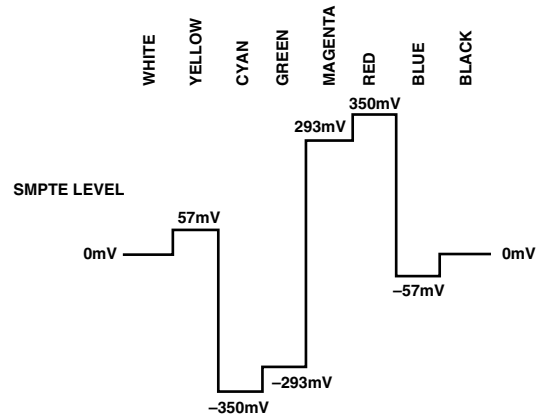 WHITE
YELLOW
CYAN
GREEN
MAGENTA
RED
BLUE
BLACK
350mV
293mV
SMPTE LEVEL
57mV
0mV
0mV
–57mV
–293mV
–350mV